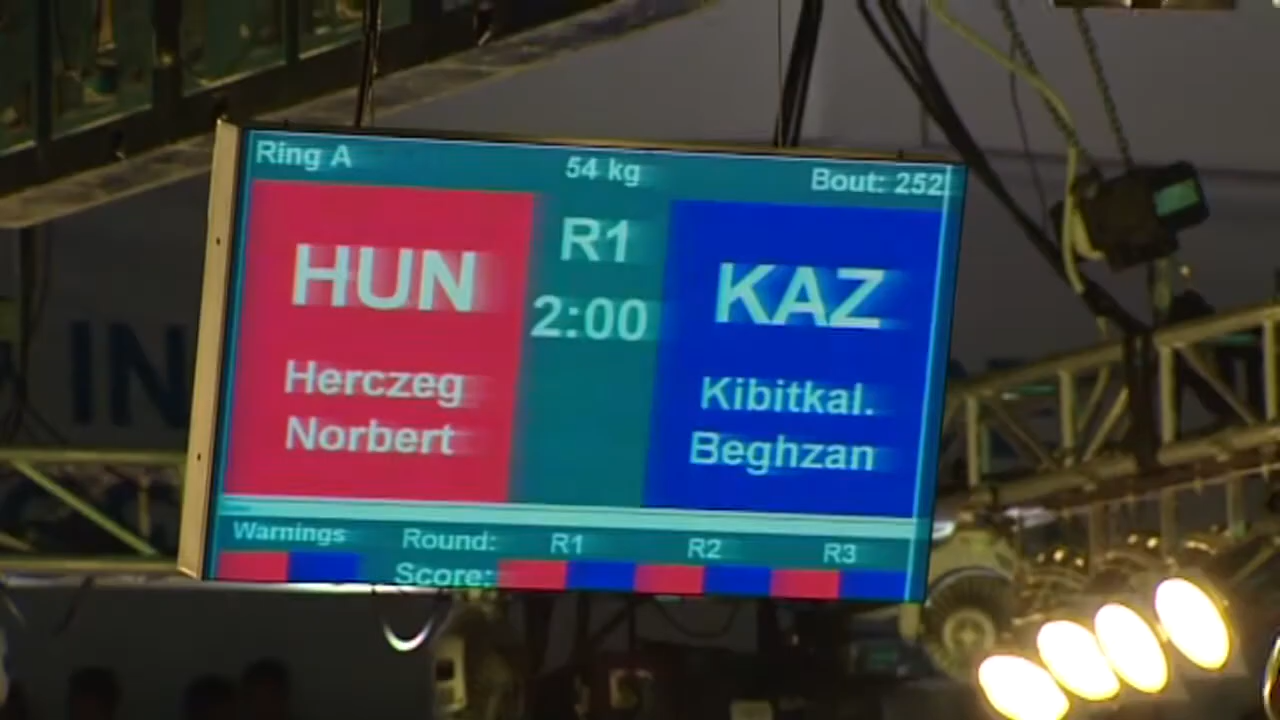 Ring A
54 kg
Bout: 252
HUN
R1
KAZ
2:00
Herczeg
Norbert
Kibitkal.
Beghzan
Warnings
Round:
R1
R2
R3
Score:
IN